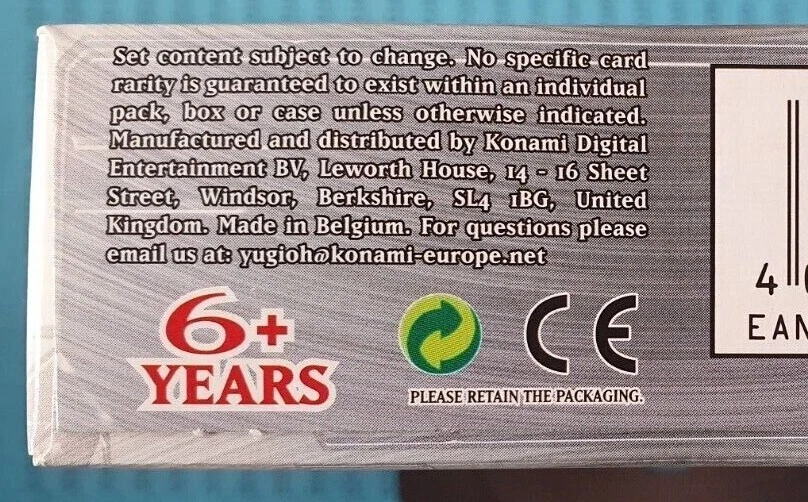 Set content subject to change. No specific card
rarity is guaranteed to exist within an individual
pack, box or case unless otherwise indicated.
Manufactured and distributed by Konami Digital
Entertainment BV, Leworth House, 14 - 16 Sheet
Street, Windsor, Berkshire, SL4 1BG, United
Kingdom. Made in Belgium. For questions please
email us at: yugioh@konami-europe.net
6+
YEARS
CE
PLEASE RETAIN THE PACKAGING.
4
EAN